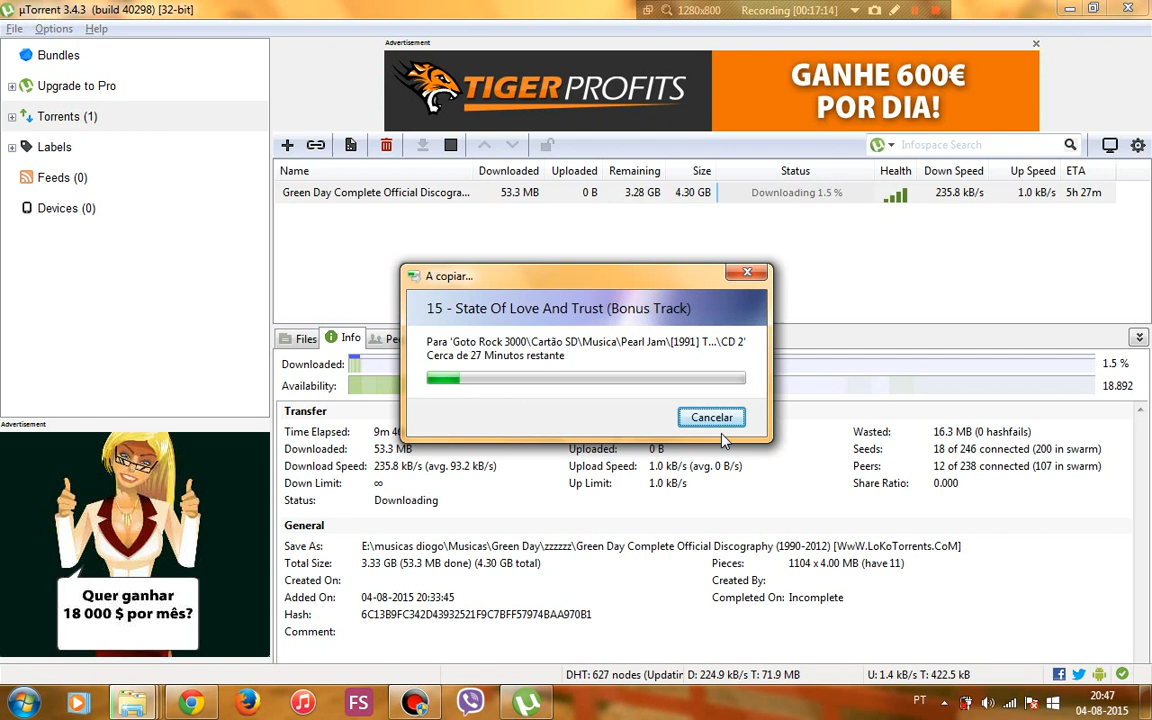 µTorrent 3.4.3 (build 40298) [32-bit]
1280x800
Recording [00:17:14]
File Options Help
Advertisement
TIGERPROFITS
GANHE 600€
POR DIA!
Bundles
Upgrade to Pro
Torrents (1)
Labels
Feeds (0)
Devices (0)
Infospace Search
Name Downloaded Uploaded Remaining Size Status Health Down Speed Up Speed ETA
Green Day Complete Official Discogra... 53.3 MB 0 B 3.28 GB 4.30 GB Downloading 1.5 % 235.8 kB/s 1.0 kB/s 5h 27m
A copiar...
15 - State Of Love And Trust (Bonus Track)
Para 'Goto Rock 3000\Cartão SD\Musica\Pearl Jam\[1991] T...\CD 2'
Cerca de 27 Minutos restante
Cancelar
Files Info
Downloaded: 1.5 %
Availability: 18.892
Transfer
Time Elapsed: 9m Wasted: 16.3 MB (0 hashfails)
Downloaded: 53.3 MB Uploaded: 0 B Seeds: 18 of 246 connected (200 in swarm)
Download Speed: 235.8 kB/s (avg. 93.2 kB/s) Upload Speed: 1.0 kB/s (avg. 0 B/s) Peers: 12 of 238 connected (107 in swarm)
Down Limit: ∞ Up Limit: 1.0 kB/s Share Ratio: 0.000
Status: Downloading
General
Save As: E:\musicas diogo\Musicas\Green Day\zzzzzz\Green Day Complete Official Discography (1990-2012) [WwW.LoKoTorrents.CoM]
Total Size: 3.33 GB (53.3 MB done) (4.30 GB total) Pieces: 1104 x 4.00 MB (have 11)
Created On: Created By:
Added On: 04-08-2015 20:33:45 Completed On: Incomplete
Hash: 6C13B9FC342D43932521F9C7BFF57974BAA970B1
Comment:
Advertisement
Quer ganhar
18 000 $ por mês?
DHT: 627 nodes (Updatin D: 224.9 kB/s T: 71.9 MB U: 1.4 kB/s T: 422.5 kB
FS
PT
20:47
04-08-2015